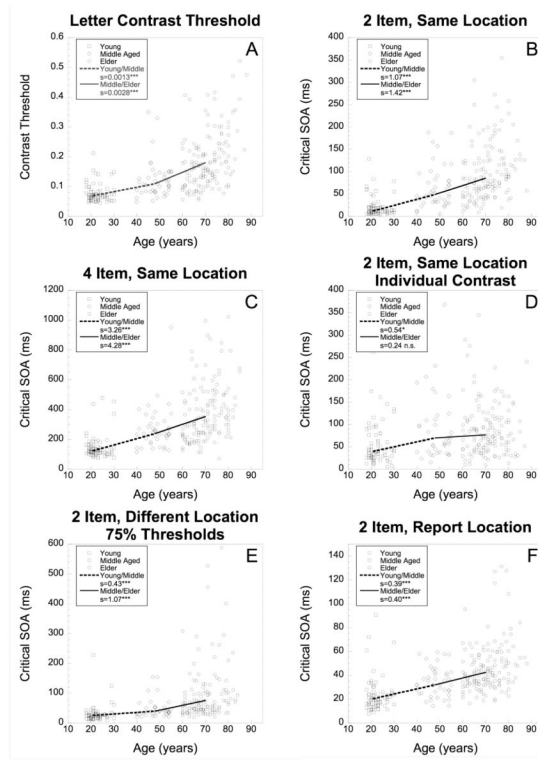 Letter Contrast Threshold
A
Contrast Threshold
0.6
0.5
0.4
0.3
0.2
0.1
0
10 20 30 40 50 60 70 80 90
Age (years)
Young
Middle Aged
Elder
Young/Middle
s=0.0013***
Middle/Elder
s=0.0028***
2 Item, Same Location
B
Critical SOA (ms)
400
350
300
250
200
150
100
50
0
10 20 30 40 50 60 70 80 90
Age (years)
Young
Middle Aged
Elder
Young/Middle
s=1.07***
Middle/Elder
s=1.42***
4 Item, Same Location
C
Critical SOA (ms)
1200
1000
800
600
400
200
0
10 20 30 40 50 60 70 80 90
Age (years)
Young
Middle Aged
Elder
Young/Middle
s=3.26***
Middle/Elder
s=4.28***
2 Item, Same Location
Individual Contrast
D
Critical SOA (ms)
400
350
300
250
200
150
100
50
0
10 20 30 40 50 60 70 80 90
Age (years)
Young
Middle Aged
Elder
Young/Middle
s=0.54*
Middle/Elder
s=0.24 n.s.
2 Item, Different Location
75% Thresholds
E
Critical SOA (ms)
600
500
400
300
200
100
0
10 20 30 40 50 60 70 80 90
Age (years)
Young
Middle Aged
Elder
Young/Middle
s=0.43***
Middle/Elder
s=1.07***
2 Item, Report Location
F
Critical SOA (ms)
140
120
100
80
60
40
20
0
10 20 30 40 50 60 70 80 90
Age (years)
Young
Middle Aged
Elder
Young/Middle
s=0.39***
Middle/Elder
s=0.40***